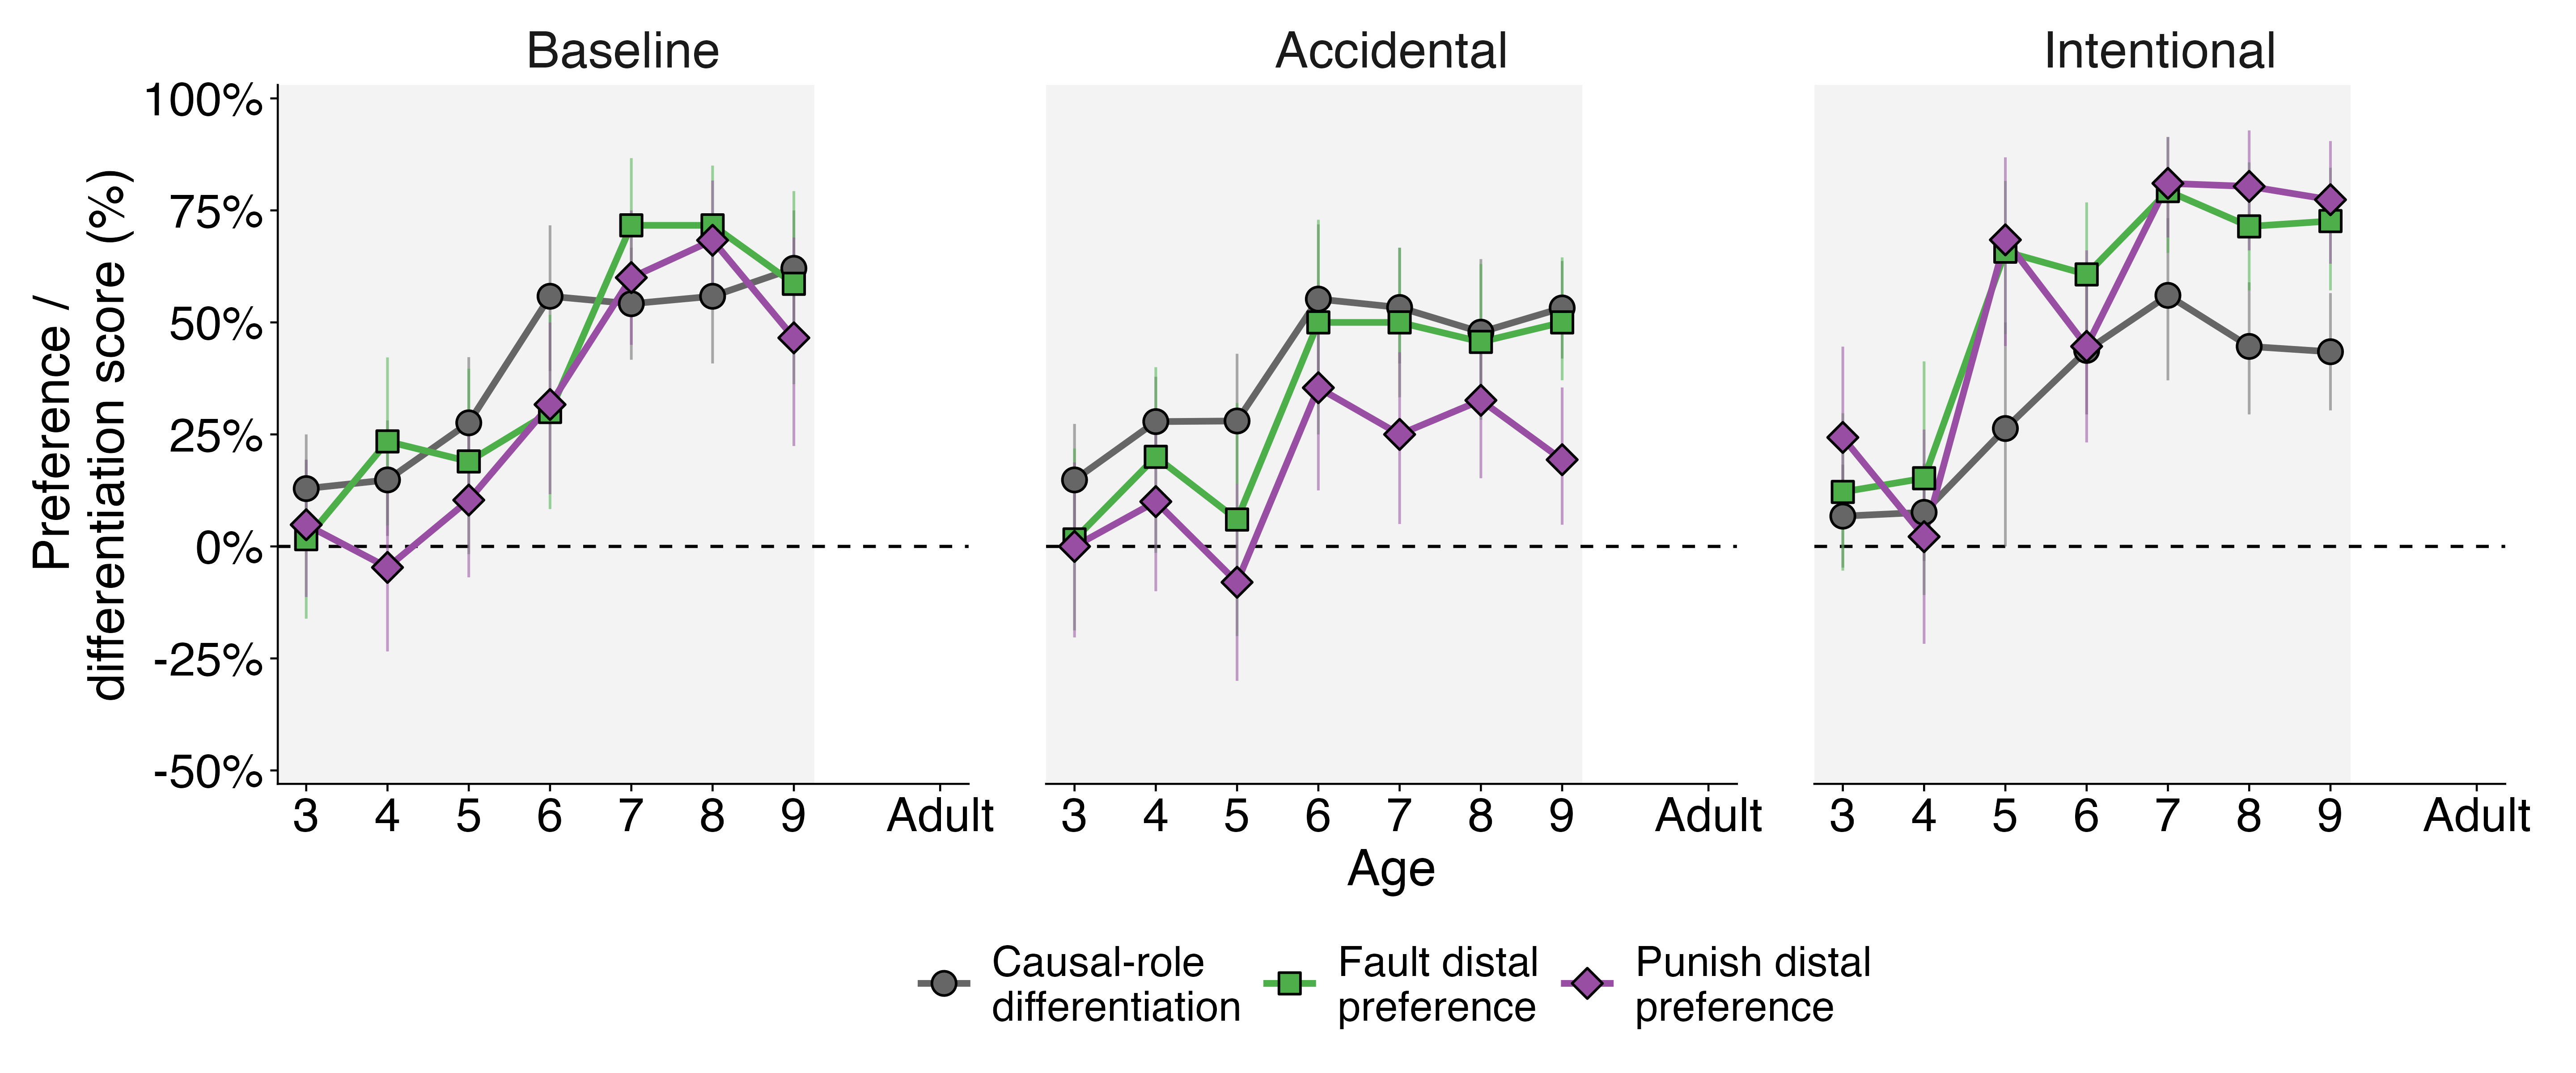 Baseline
Accidental
Intentional
Preference /
differentiation score (%)
100%
75%
50%
25%
0%
-25%
-50%
3 4 5 6 7 8 9 Adult
3 4 5 6 7 8 9 Adult
3 4 5 6 7 8 9 Adult
Age
Causal-role
differentiation
Fault distal
preference
Punish distal
preference